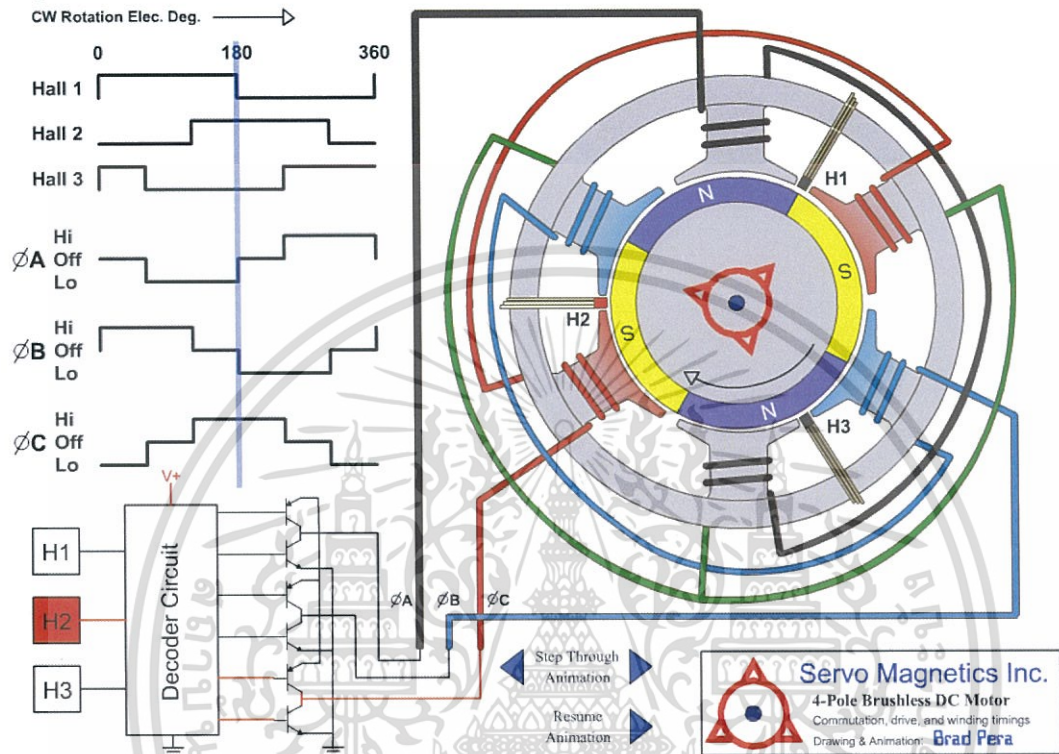 CW Rotation Elec. Deg.
0 180 360
Hall 1
Hall 2
Hall 3
Hi
øA Off
Lo
Hi
øB Off
Lo
Hi
øC Off
Lo
V+
H1
H2
H3
Decoder Circuit
øA øB øC
N
S
S
N
H1
H2
H3
Step Through
Animation
Resume
Animation
Servo Magnetics Inc.
4-Pole Brushless DC Motor
Commutation, drive, and winding timings
Drawing & Animation: Brad Pera